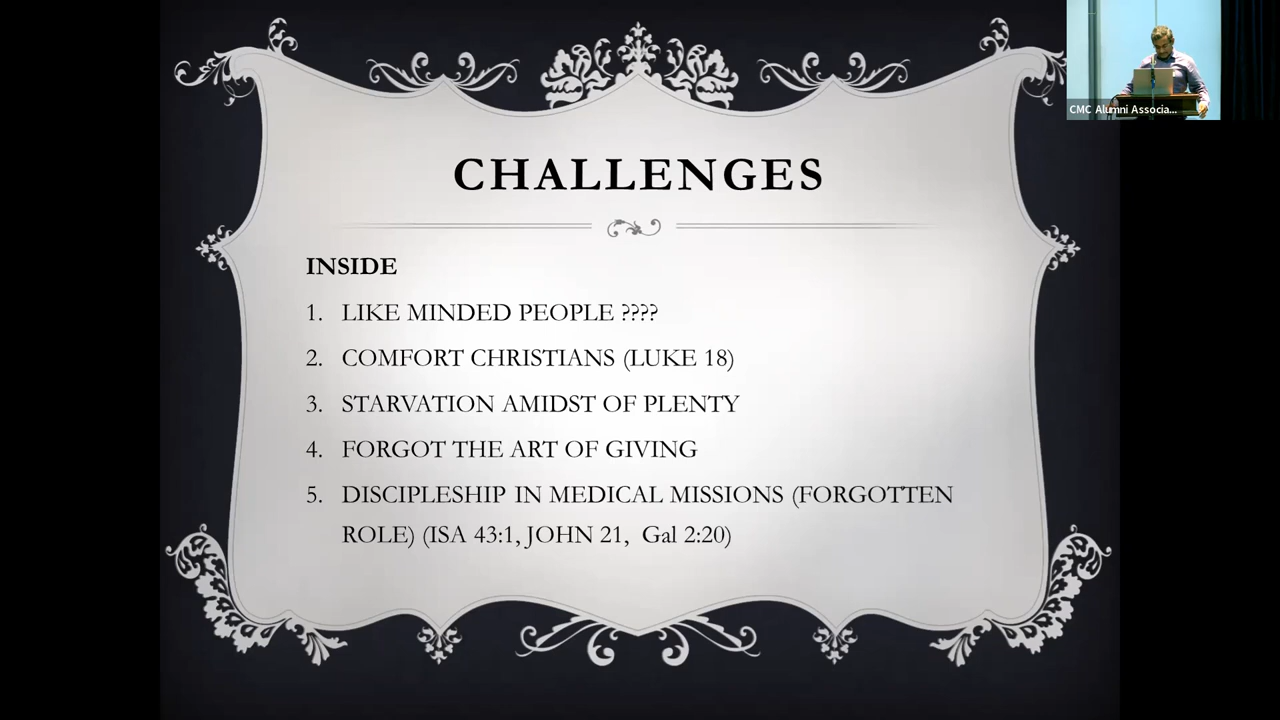 CMC Alumni Associa...
CHALLENGES
INSIDE
1. LIKE MINDED PEOPLE ????
2. COMFORT CHRISTIANS (LUKE 18)
3. STARVATION AMIDST OF PLENTY
4. FORGOT THE ART OF GIVING
5. DISCIPLESHIP IN MEDICAL MISSIONS (FORGOTTEN
ROLE) (ISA 43:1, JOHN 21, Gal 2:20)